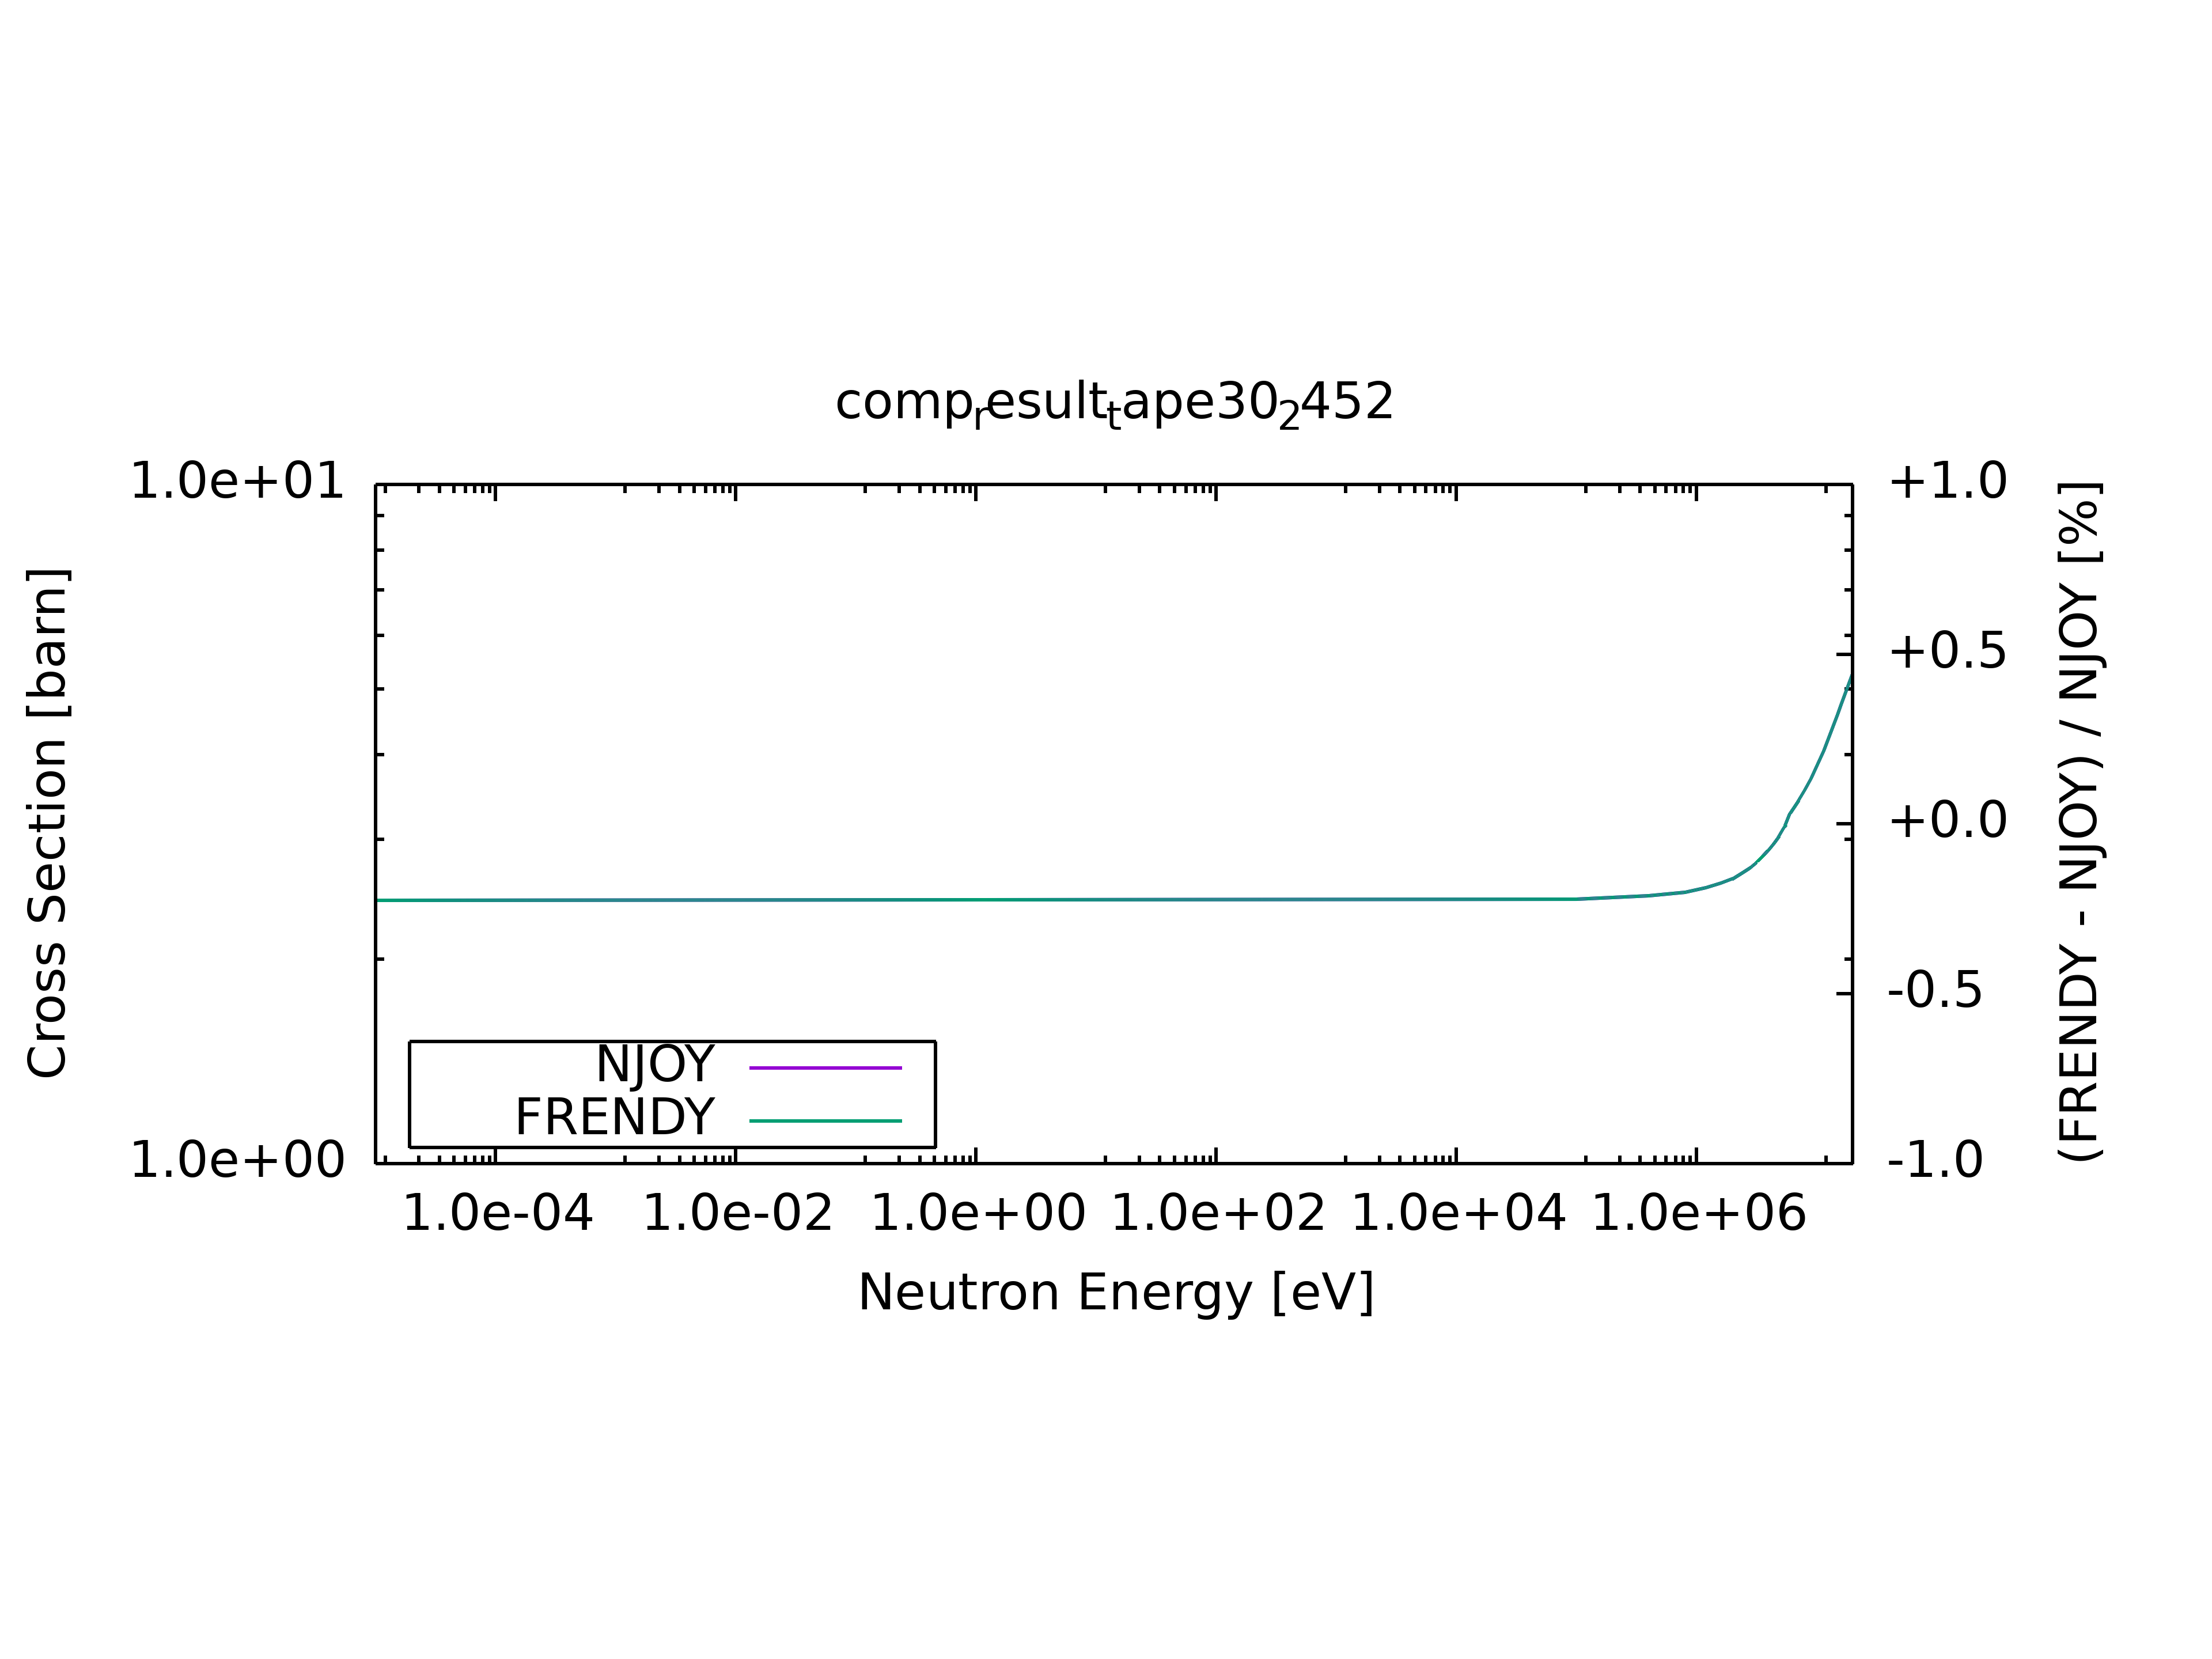 comp_result_tape30_2452
1.0e+01
1.0e+00
Cross Section [barn]
+1.0
+0.5
+0.0
-0.5
-1.0
(FRENDY - NJOY) / NJOY [%]
NJOY
FRENDY
1.0e-04 1.0e-02 1.0e+00 1.0e+02 1.0e+04 1.0e+06
Neutron Energy [eV]